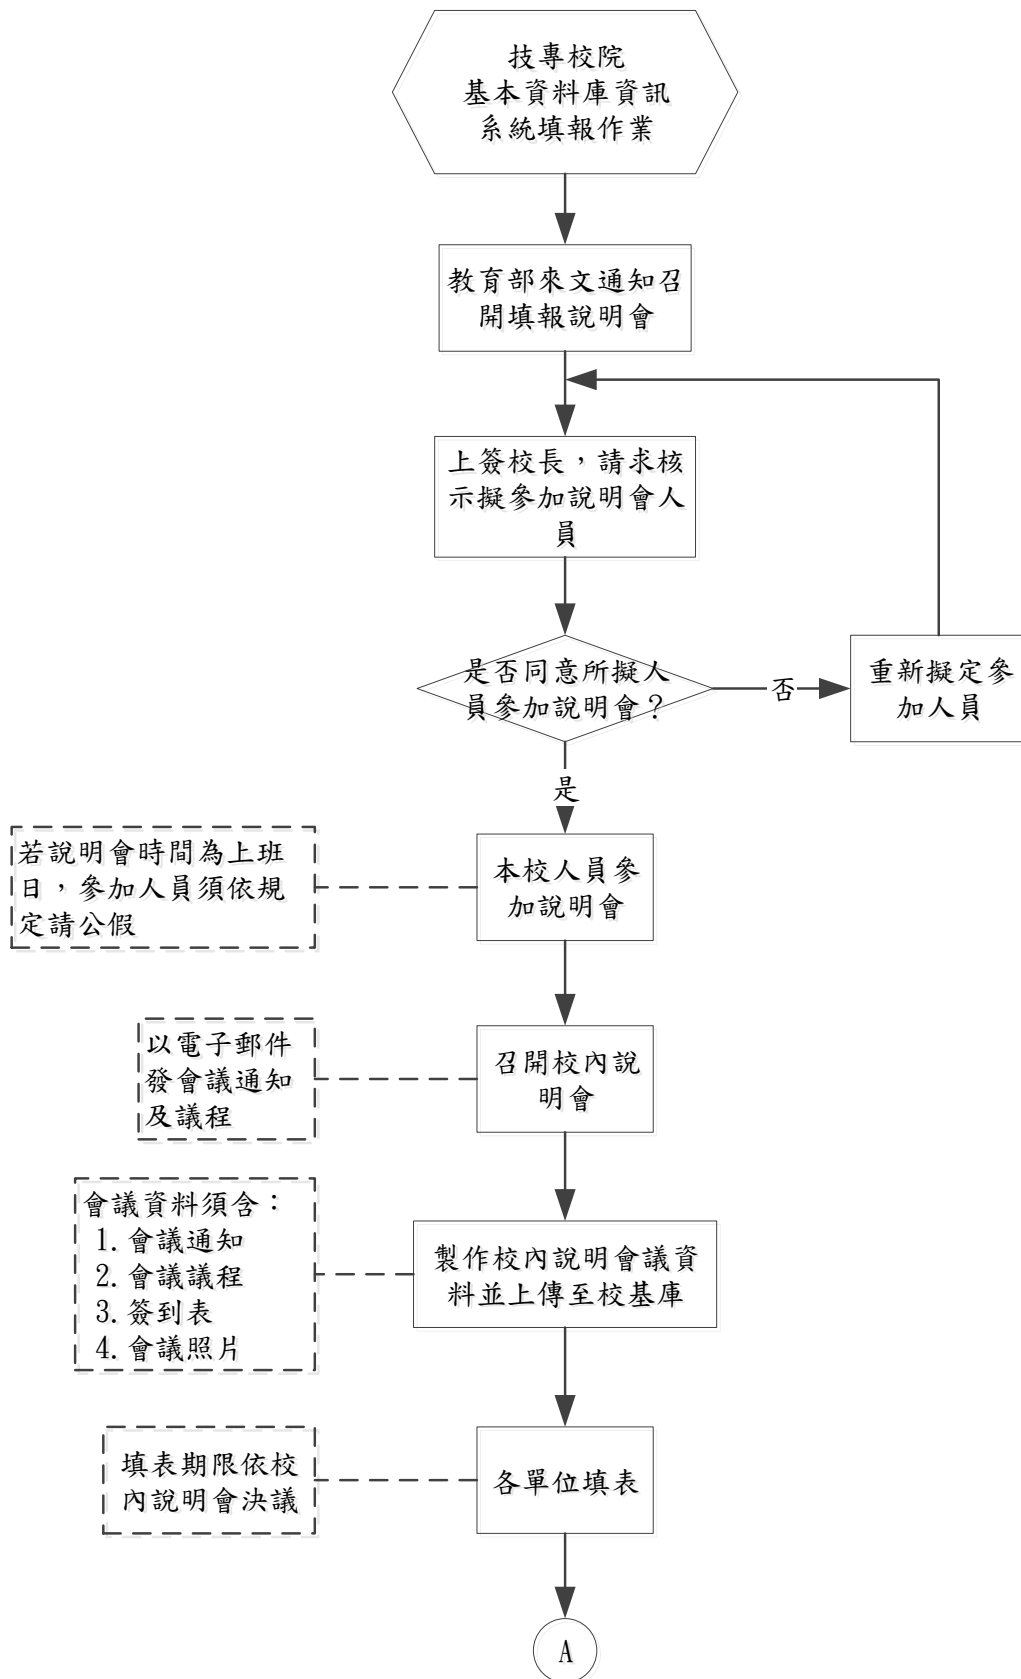 技專校院
基本資料庫資訊
系統填報作業
教育部來文通知召
開填報說明會
上簽校長，請求核
示擬參加說明會人
員
是否同意所擬人
員參加說明會？
否
重新擬定參
加人員
是
若說明會時間為上班
日，參加人員須依規
定請公假
本校人員參
加說明會
以電子郵件
發會議通知
及議程
召開校內說
明會
會議資料須含：
1. 會議通知
2. 會議議程
3. 簽到表
4. 會議照片
製作校內說明會議資
料並上傳至校基庫
填表期限依校
內說明會決議
各單位填表
A